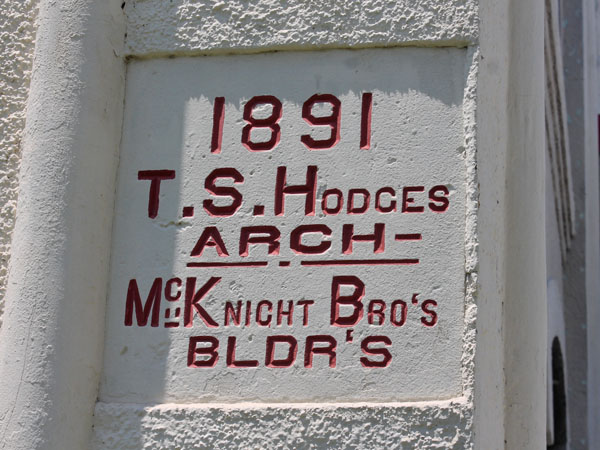 1891
T.S.HODGES
ARCH-
McKNIGHT BRO'S
BLDR'S